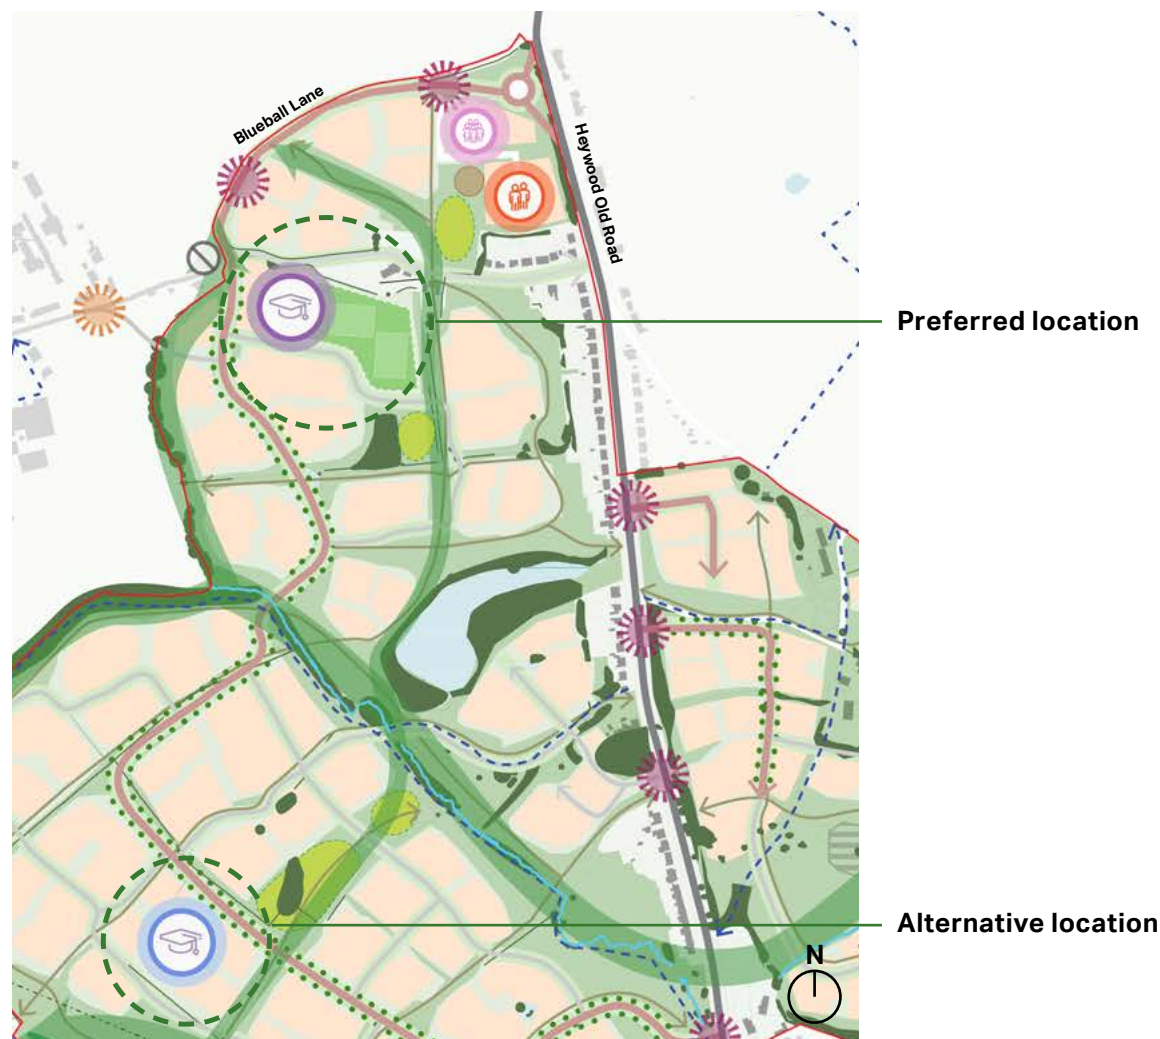 Blueball Lane
Heywood Old Road
Preferred location
Alternative location
N